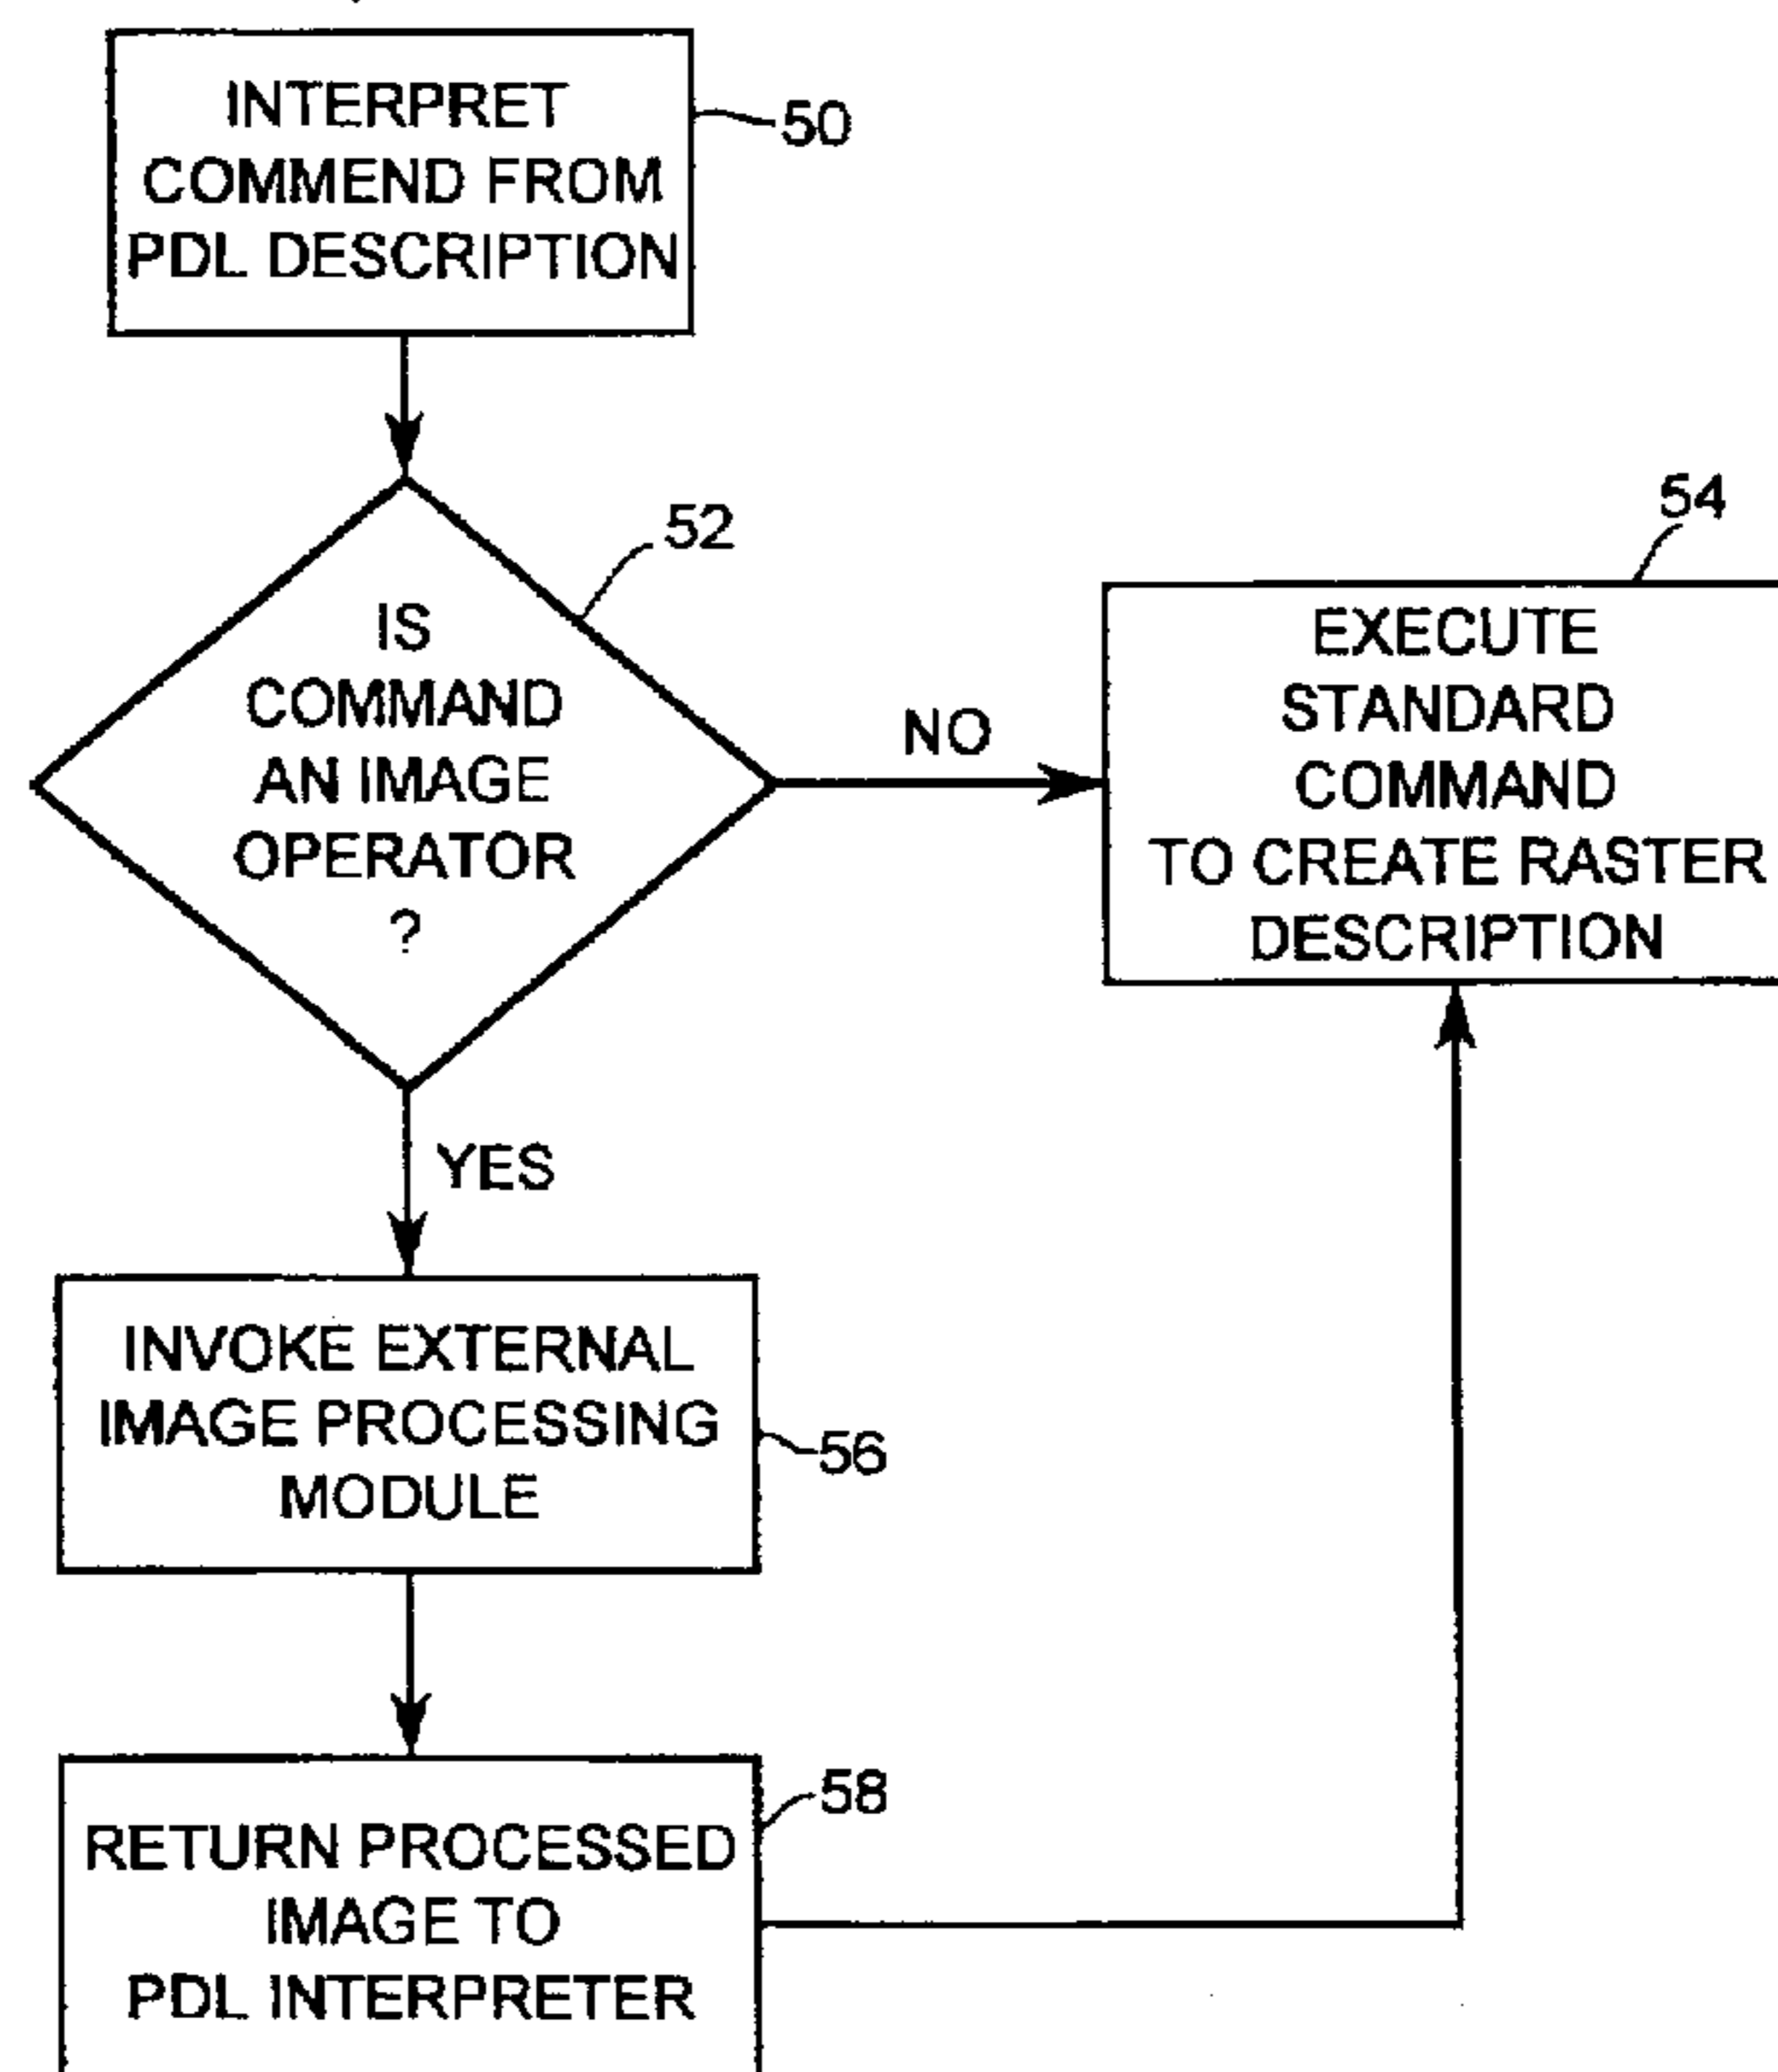 INTERPRET
COMMEND FROM
PDL DESCRIPTION
50
52
IS
COMMAND
AN IMAGE
OPERATOR
?
NO
54
EXECUTE
STANDARD
COMMAND
TO CREATE RASTER
DESCRIPTION
YES
INVOKE EXTERNAL
IMAGE PROCESSING
MODULE
56
58
RETURN PROCESSED
IMAGE TO
PDL INTERPRETER